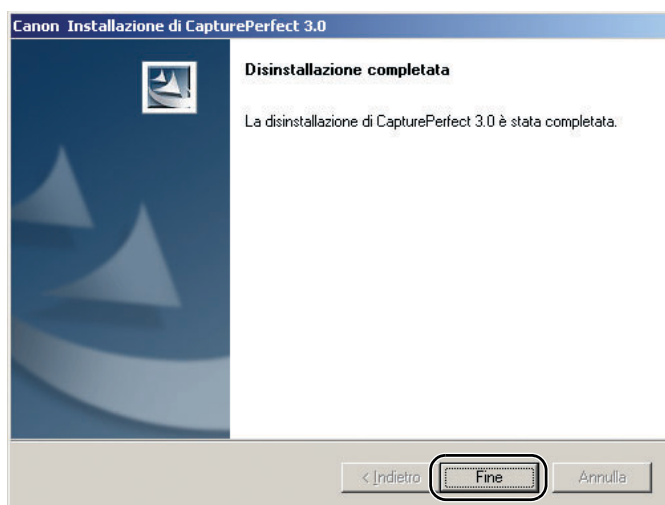 Canon Installazione di CapturePerfect 3.0
Disinstallazione completata
La disinstallazione di CapturePerfect 3.0 è stata completata.
< Indietro Fine Annulla